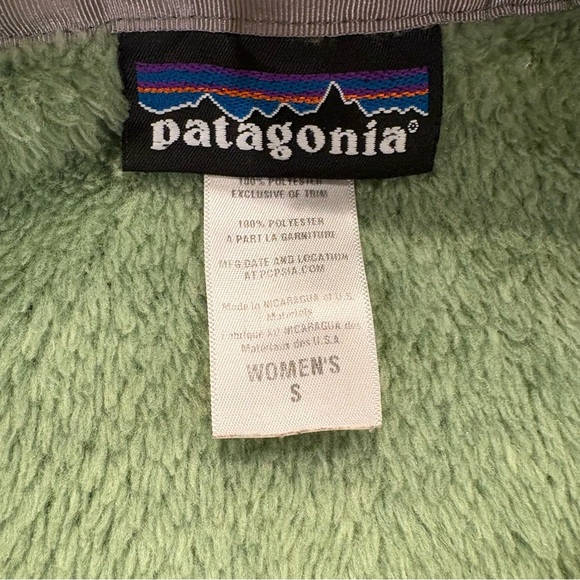 patagonia®
100% POLYESTER
EXCLUSIVE OF TRIM
100% POLYESTER
A PART LA GARNITURE
MFG DATE AND LOCATION
AT PCPSIA.COM
Made in NICARAGUA of U.S.
Materials
Fabriqué AU NICARAGUA des
Matériaux des U.S.A.
WOMEN'S
S